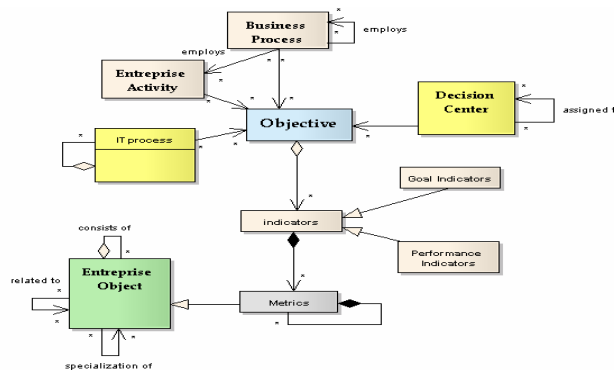 Business
Process
employs
employs
Entreprise
Activity
Decision
Center
assigned t
Objective
IT process
Goal Indicators
indicators
consists of
Performance
Indicators
Entreprise
Object
related to
Metrics
specialization of
* * * * * * * * * * * * * * * * * * * * * *